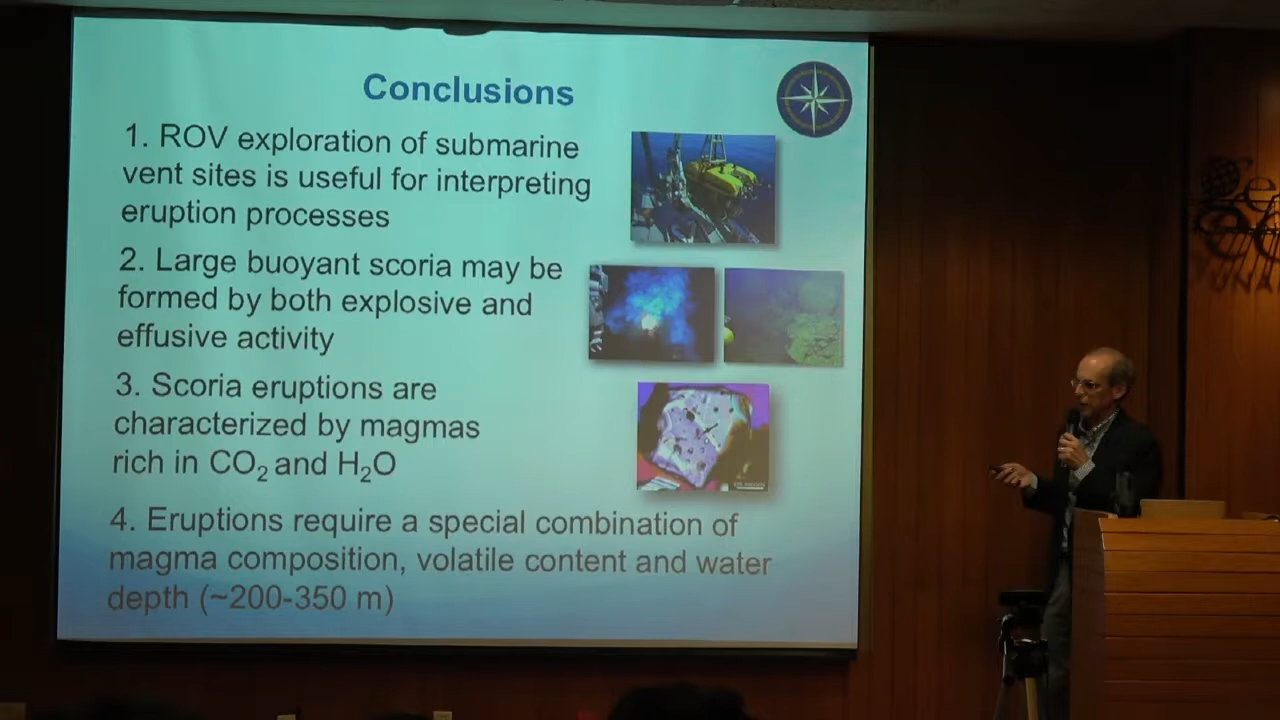 Conclusions
1. ROV exploration of submarine
vent sites is useful for interpreting
eruption processes
2. Large buoyant scoria may be
formed by both explosive and
effusive activity
3. Scoria eruptions are
characterized by magmas
rich in CO₂ and H₂O
4. Eruptions require a special combination of
magma composition, volatile content and water
depth (~200-350 m)